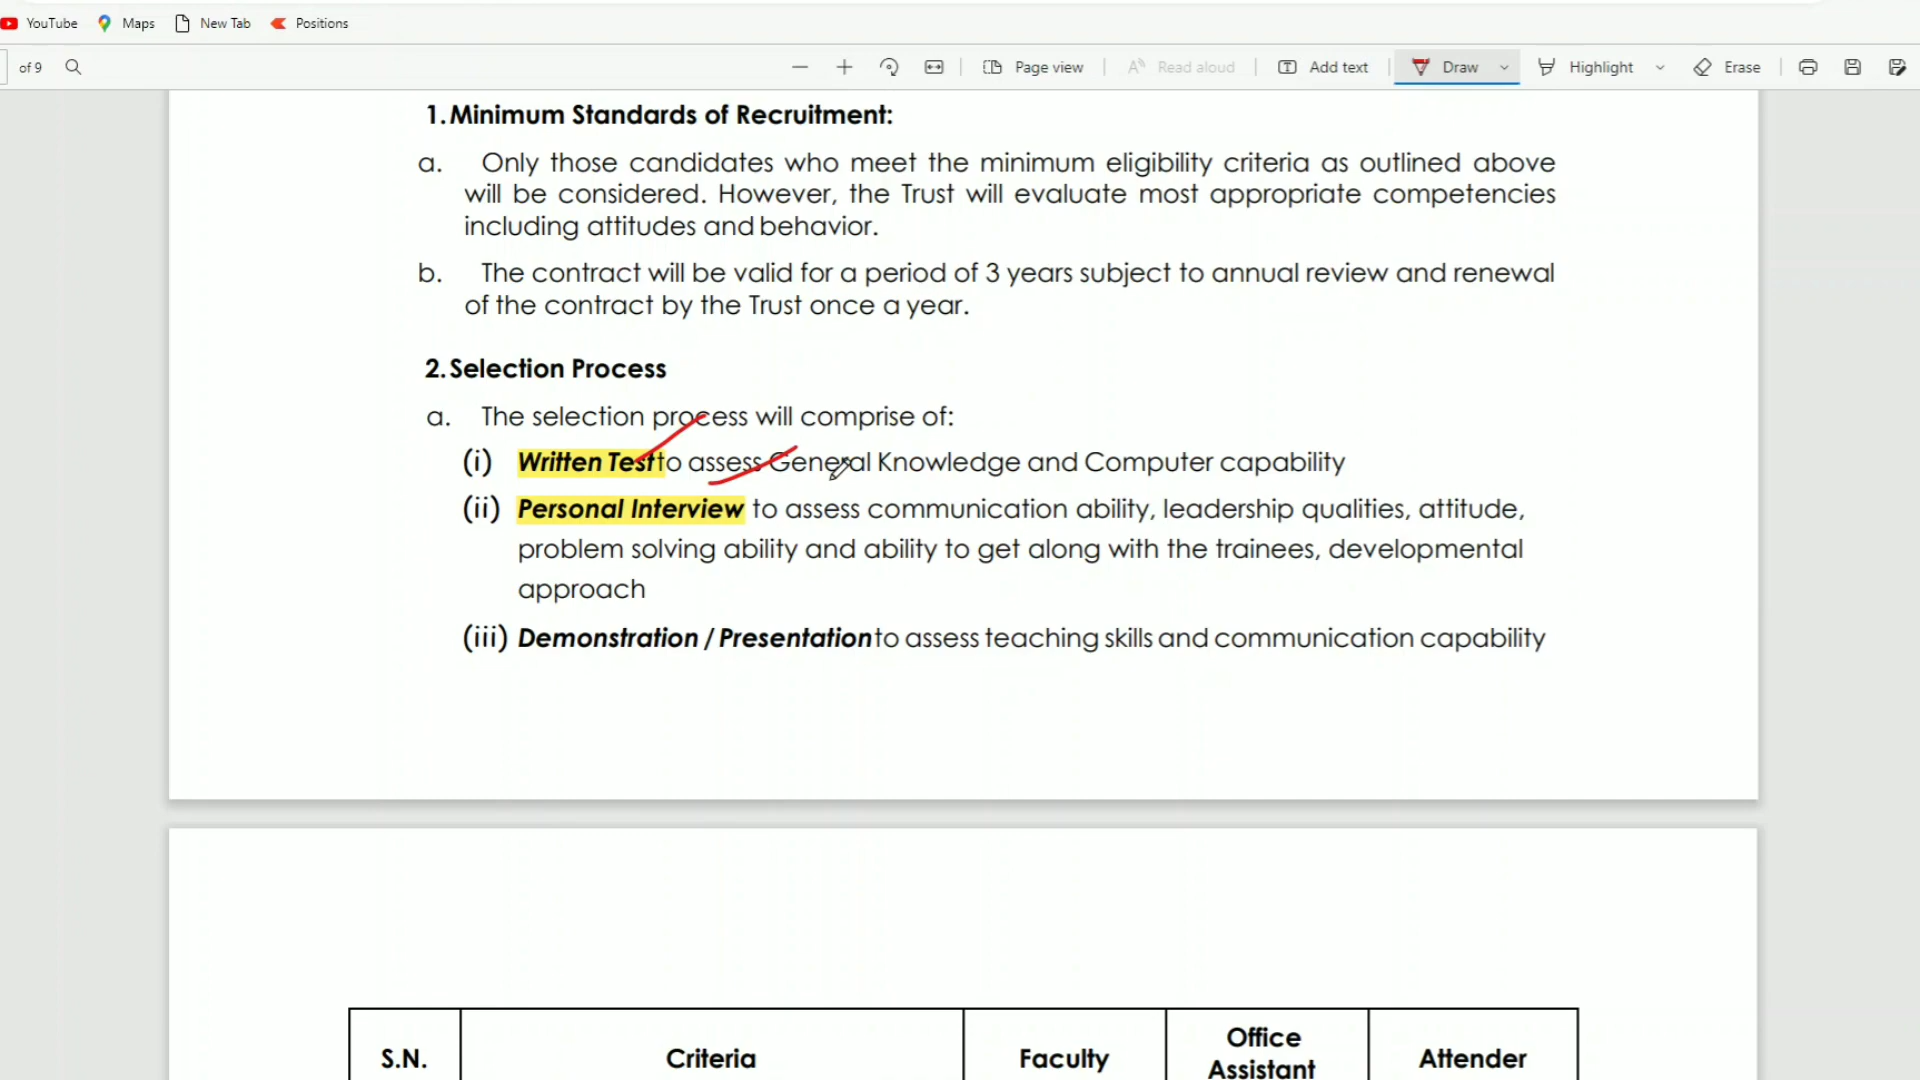 YouTube Maps New Tab Positions
of 9 Page view Read aloud Add text Draw Highlight Erase
1. Minimum Standards of Recruitment:
a. Only those candidates who meet the minimum eligibility criteria as outlined above
will be considered. However, the Trust will evaluate most appropriate competencies
including attitudes and behavior.
b. The contract will be valid for a period of 3 years subject to annual review and renewal
of the contract by the Trust once a year.
2. Selection Process
a. The selection process will comprise of:
(i) Written Test to assess General Knowledge and Computer capability
(ii) Personal Interview to assess communication ability, leadership qualities, attitude,
problem solving ability and ability to get along with the trainees, developmental
approach
(iii) Demonstration / Presentation to assess teaching skills and communication capability
S.N. Criteria Faculty Office Assistant Attender